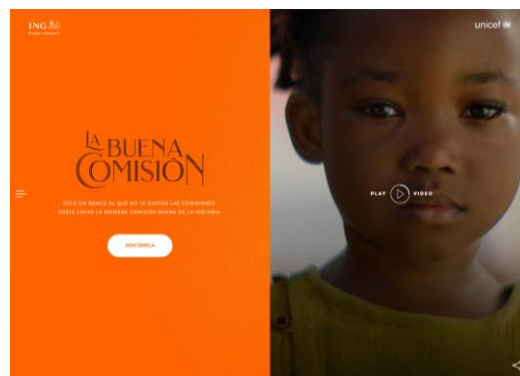 ING
unicef
LA BUENA
COMISIÓN
SOLO UN BANCO AL QUE NO LE GUSTAN LAS COMISIONES
PODÍA CREAR LA PRIMERA COMISIÓN BUENA DE LA HISTORIA.
DESCÚBRELA
PLAY VIDEO